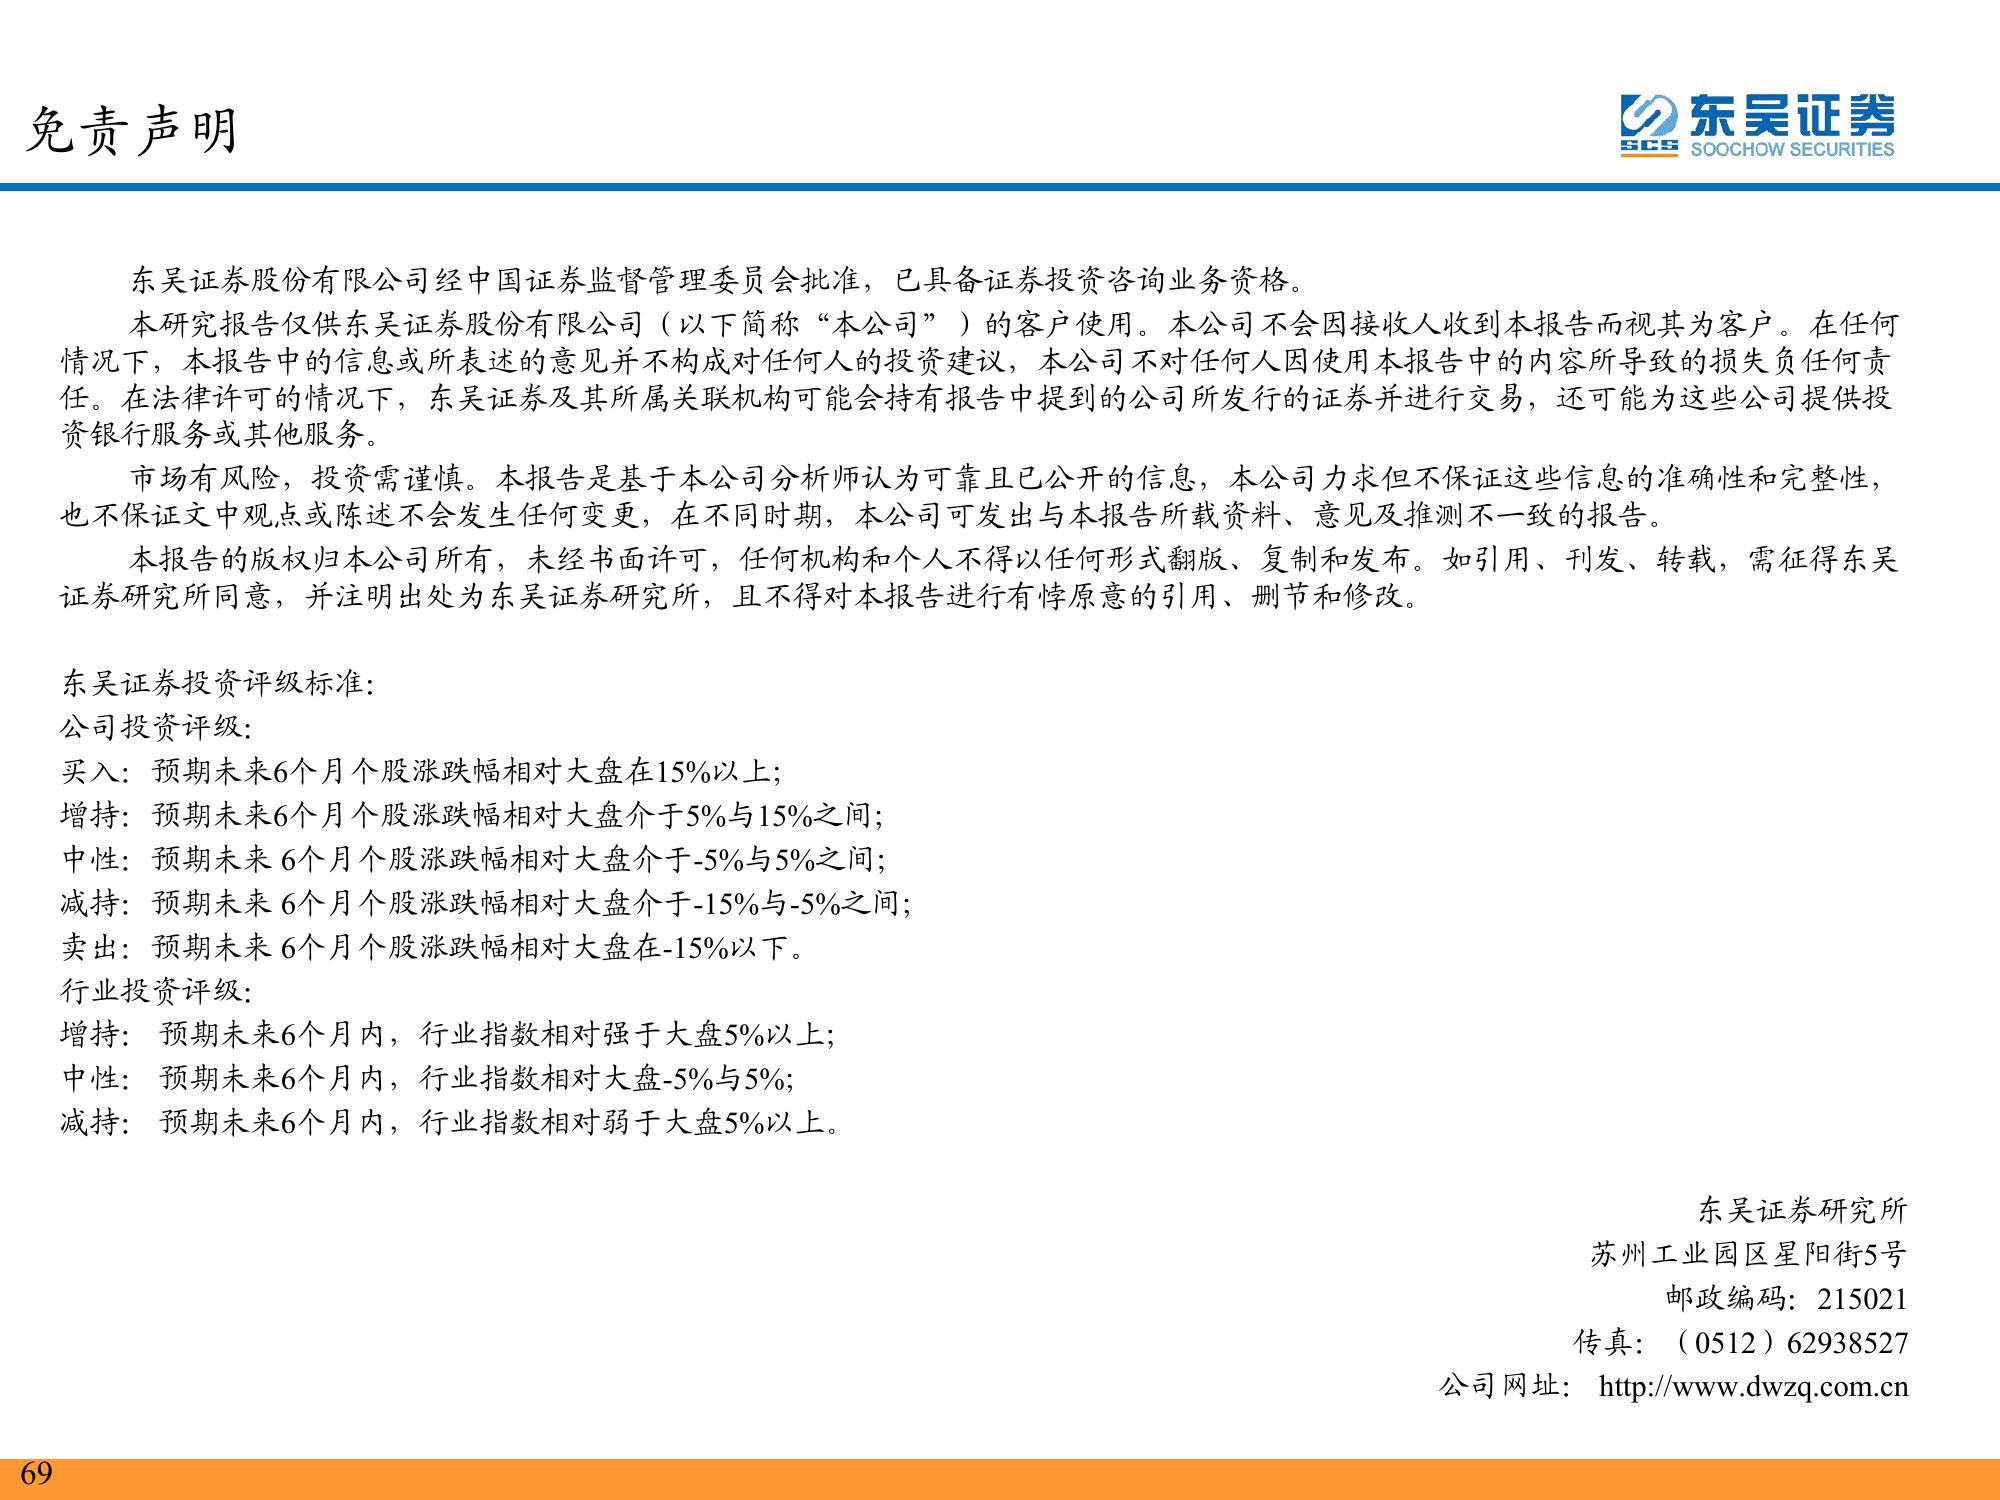 免责声明
东吴证券
SCS
SOOCHOW SECURITIES
东吴证券股份有限公司经中国证券监督管理委员会批准，已具备证券投资咨询业务资格。
本研究报告仅供东吴证券股份有限公司（以下简称“本公司”）的客户使用。本公司不会因接收人收到本报告而视其为客户。在任何
情况下，本报告中的信息或所表述的意见并不构成对任何人的投资建议，本公司不对任何人因使用本报告中的内容所导致的损失负任何责
任。在法律许可的情况下，东吴证券及其所属关联机构可能会持有报告中提到的公司所发行的证券并进行交易，还可能为这些公司提供投
资银行服务或其他服务。
市场有风险，投资需谨慎。本报告是基于本公司分析师认为可靠且已公开的信息，本公司力求但不保证这些信息的准确性和完整性，
也不保证文中观点或陈述不会发生任何变更，在不同时期，本公司可发出与本报告所载资料、意见及推测不一致的报告。
本报告的版权归本公司所有，未经书面许可，任何机构和个人不得以任何形式翻版、复制和发布。如引用、刊发、转载，需征得东吴
证券研究所同意，并注明出处为东吴证券研究所，且不得对本报告进行有悖原意的引用、删节和修改。
东吴证券投资评级标准：
公司投资评级：
买入：预期未来6个月个股涨跌幅相对大盘在15%以上；
增持：预期未来6个月个股涨跌幅相对大盘介于5%与15%之间；
中性：预期未来 6个月个股涨跌幅相对大盘介于-5%与5%之间；
减持：预期未来 6个月个股涨跌幅相对大盘介于-15%与-5%之间；
卖出：预期未来 6个月个股涨跌幅相对大盘在-15%以下。
行业投资评级：
增持： 预期未来6个月内，行业指数相对强于大盘5%以上；
中性： 预期未来6个月内，行业指数相对大盘-5%与5%；
减持： 预期未来6个月内，行业指数相对弱于大盘5%以上。
东吴证券研究所
苏州工业园区星阳街5号
邮政编码：215021
传真：（0512）62938527
公司网址： http://www.dwzq.com.cn
69